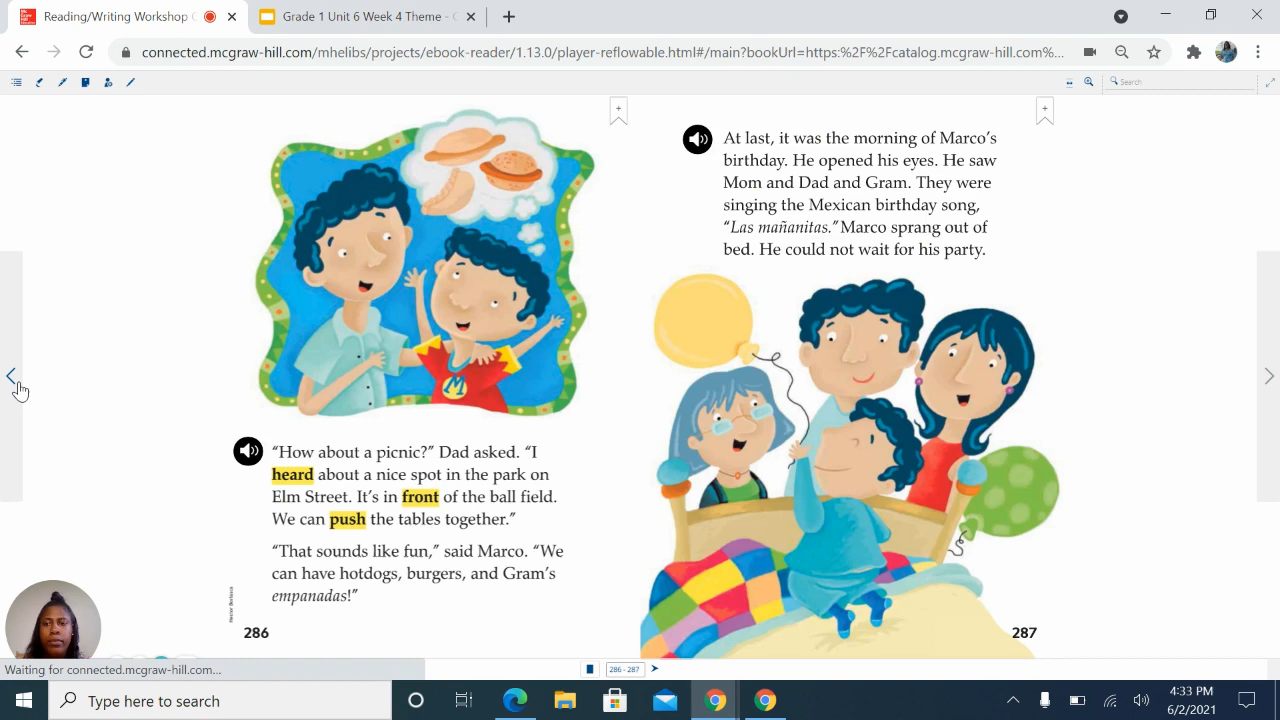 Reading/Writing Workshop
Grade 1 Unit 6 Week 4 Theme -
connected.mcgraw-hill.com/mhelibs/projects/ebook-reader/1.13.0/player-reflowable.html#/main?bookUrl=https:%2F%2Fcatalog.mcgraw-hill.com%...
Search
"How about a picnic?" Dad asked. "I
heard about a nice spot in the park on
Elm Street. It's in front of the ball field.
We can push the tables together."
"That sounds like fun," said Marco. "We
can have hotdogs, burgers, and Gram's
empanadas!"
M
286
At last, it was the morning of Marco's
birthday. He opened his eyes. He saw
Mom and Dad and Gram. They were
singing the Mexican birthday song,
"Las mañanitas." Marco sprang out of
bed. He could not wait for his party.
287
Waiting for connected.mcgraw-hill.com...
286 - 287
Type here to search
4:33 PM
6/2/2021